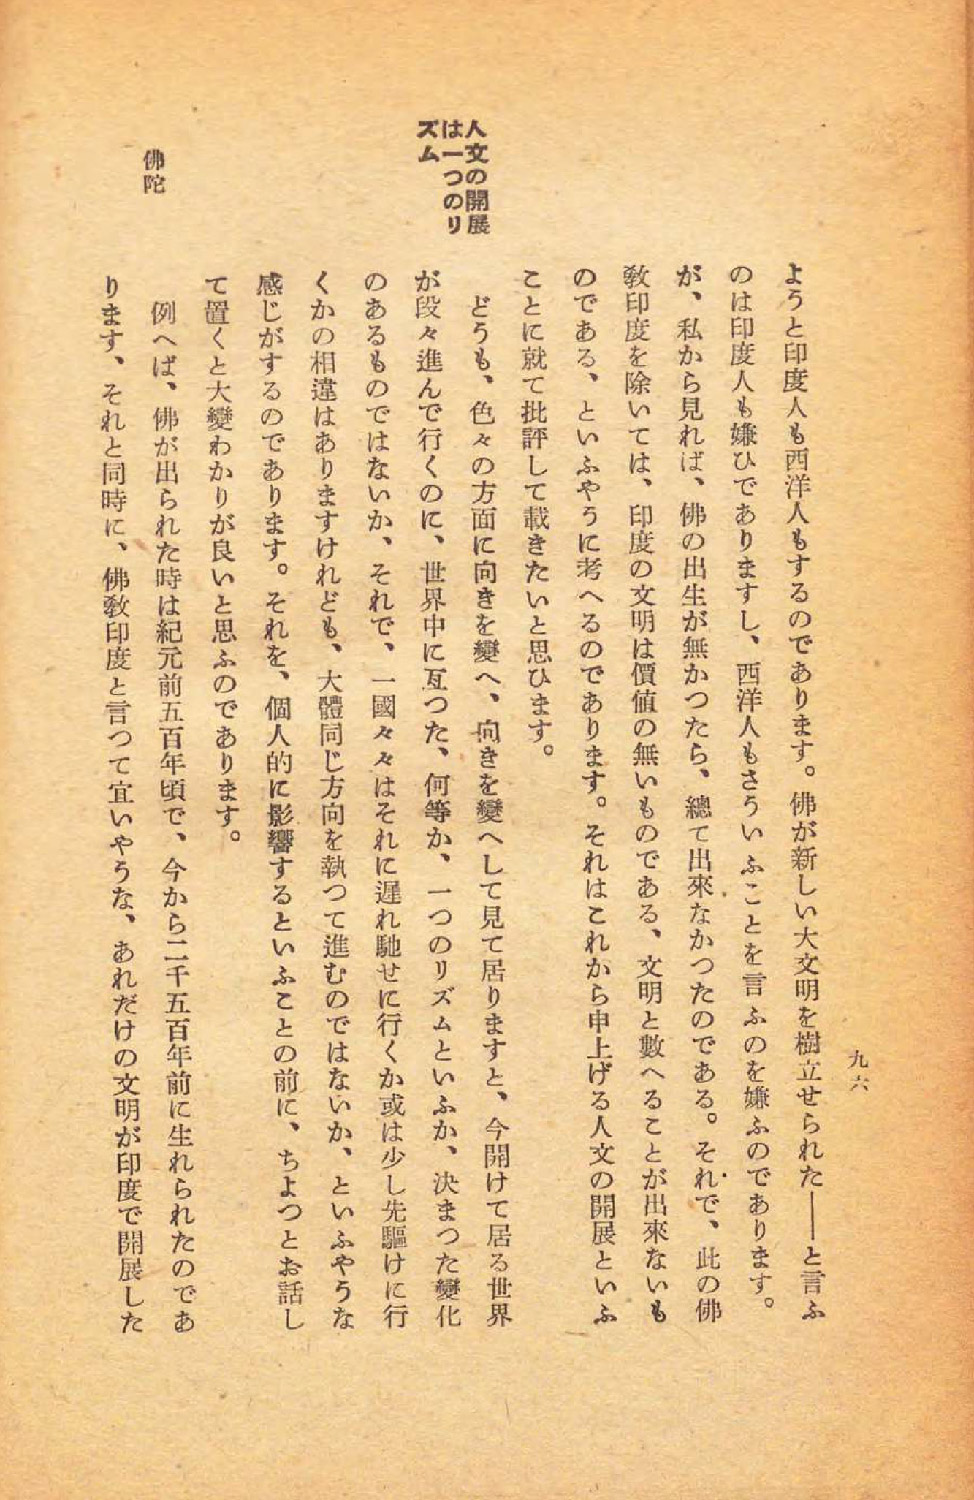 九六
ようと印度人も西洋人もするのであります。佛が新しい大文明を樹立せられた――と言ふ
のは印度人も嫌ひでありますし、西洋人もさういふことを言ふのを嫌ふのであります。
が、私から見れば、佛の出生が無かつたら、總て出來なかつたのである。それで、此の佛
敎印度を除いては、印度の文明は價値の無いものである、文明と數へることが出來ないも
のである、といふやうに考へるのであります。それはこれから申上げる人文の開展といふ
ことに就て批評して載きたいと思ひます。
人文の開展
は一つのリ
ズム
どうも、色々の方面に向きを變へ、向きを變へして見て居りますと、今開けて居る世界
が段々進んで行くのに、世界中に亙つた、何等か、一つのリズムといふか、決まつた變化
のあるものではないか、それで、一國々々はそれに遅れ馳せに行くか或は少し先驅けに行
くかの相違はありますけれども、大體同じ方向を執つて進むのではないか、といふやうな
感じがするのであります。それを、個人的に影響するといふことの前に、ちよつとお話し
て置くと大變わかりが良いと思ふのであります。
佛陀
例へば、佛が出られた時は紀元前五百年頃で、今から二千五百年前に生れられたのであ
ります、それと同時に、佛敎印度と言つて宜いやうな、あれだけの文明が印度で開展した